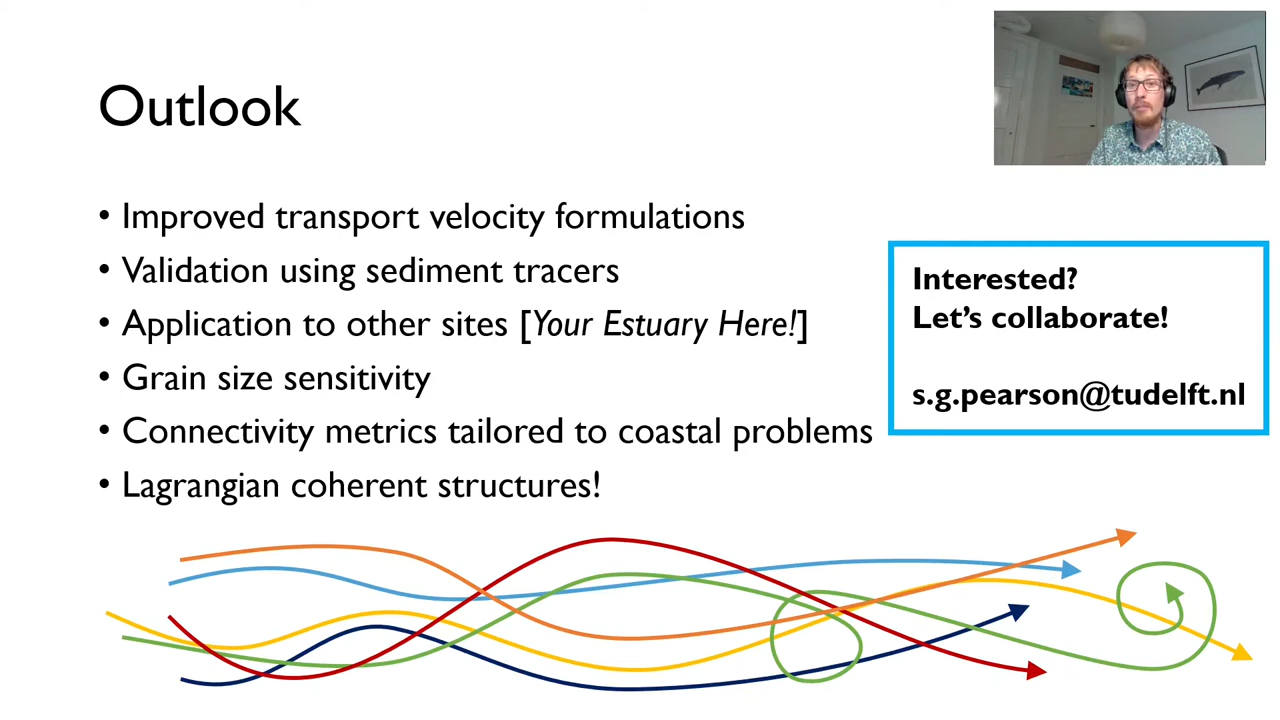 Outlook
• Improved transport velocity formulations
• Validation using sediment tracers
• Application to other sites [Your Estuary Here!]
• Grain size sensitivity
• Connectivity metrics tailored to coastal problems
• Lagrangian coherent structures!
Interested?
Let’s collaborate!
s.g.pearson@tudelft.nl